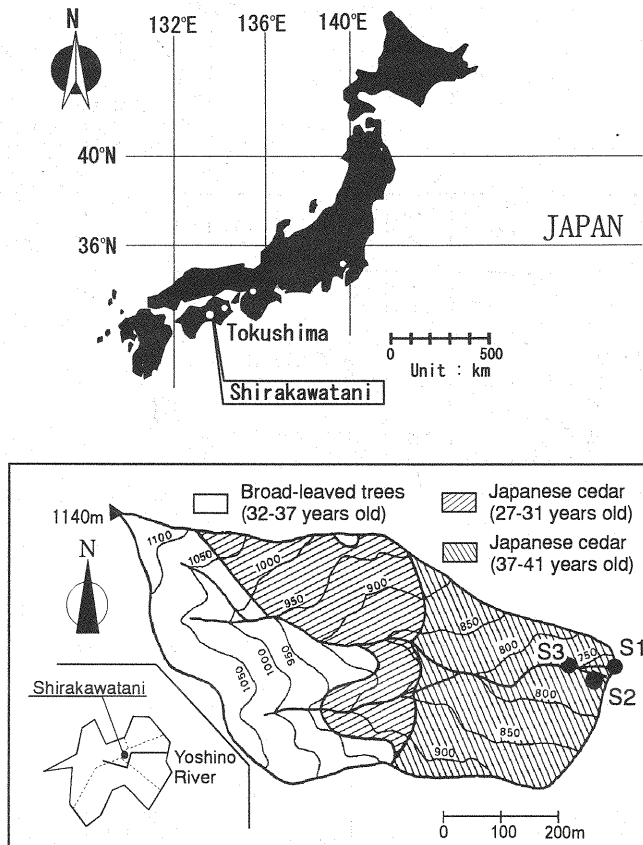 N
132°E 136°E 140°E
40°N
36°N
JAPAN
Tokushima
Shirakawatani
0 500
Unit : km
Broad-leaved trees
(32-37 years old)
Japanese cedar
(27-31 years old)
Japanese cedar
(37-41 years old)
1140m
N
1100
1050
1000
950
900
850
800
750
S3
S1
S2
950
1000
1050
800
850
900
Shirakawatani
Yoshino
River
0 100 200m